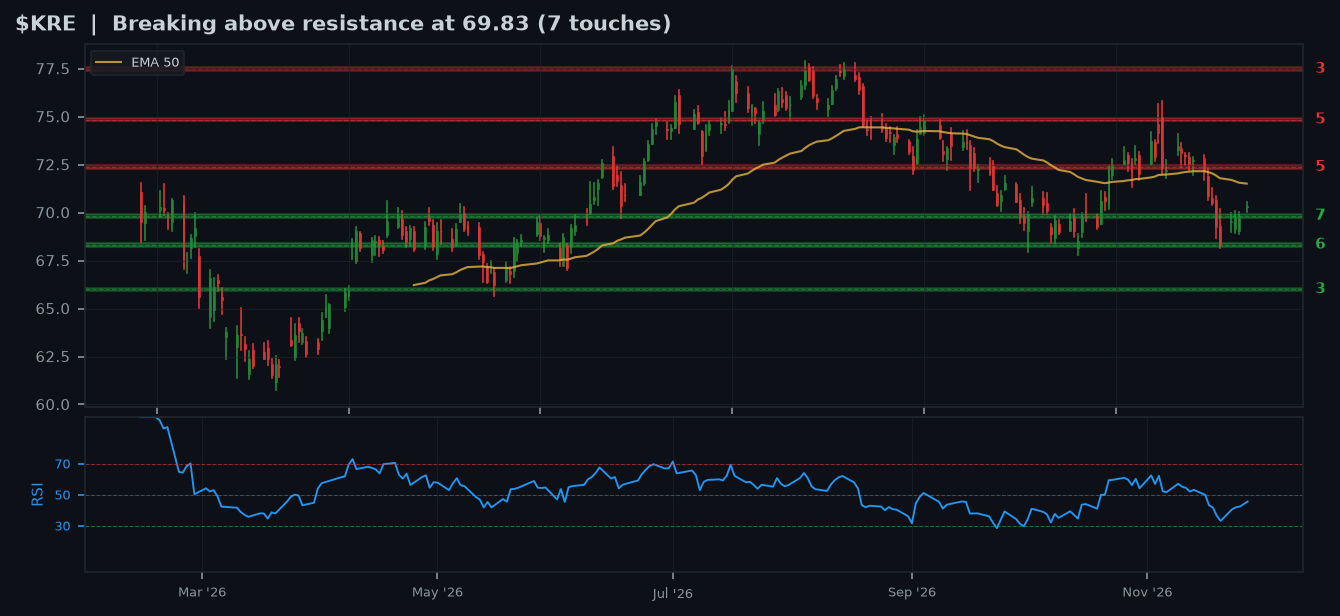 $KRE | Breaking above resistance at 69.83 (7 touches)
EMA 50
77.5
75.0
72.5
70.0
67.5
65.0
62.5
60.0
3
5
5
7
6
3
RSI
70
50
30
Mar '26
May '26
Jul '26
Sep '26
Nov '26